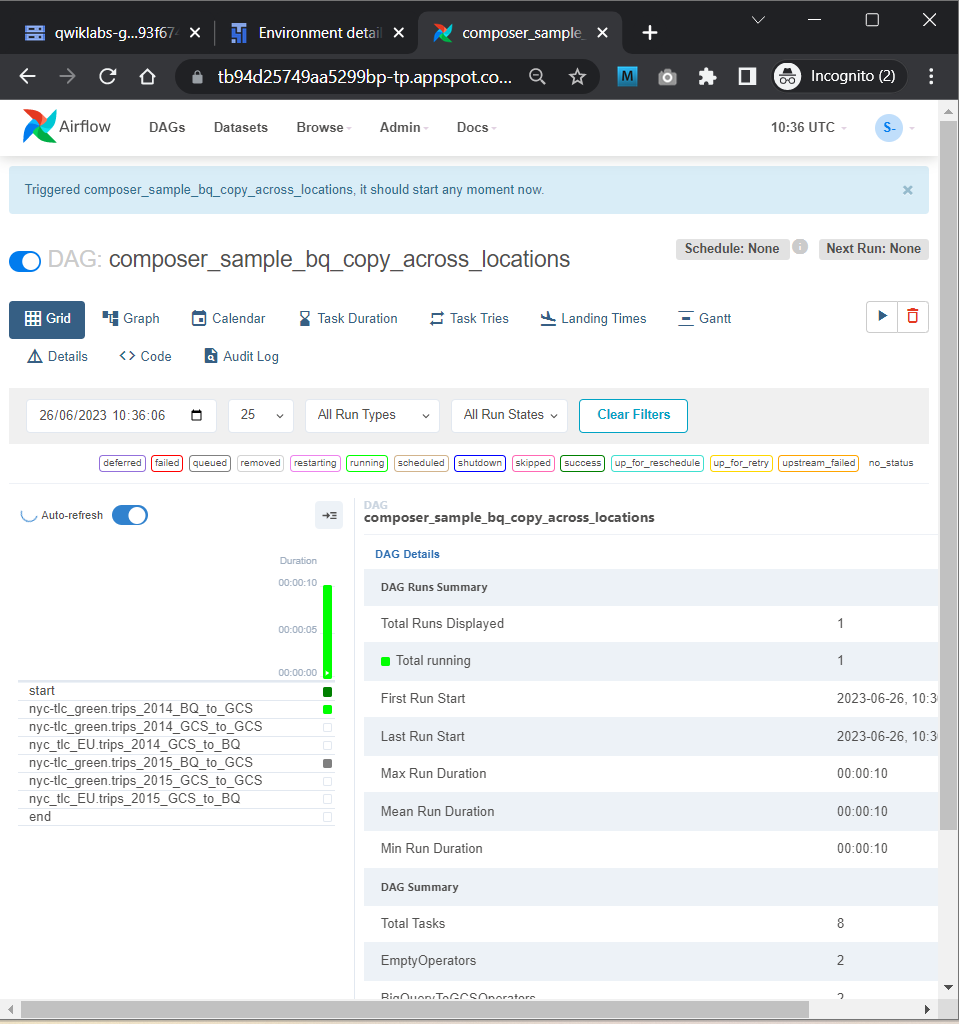 qwiklabs-g...93f674
Environment detail
composer_sample_
tb94d25749aa5299bp-tp.appspot.co...
M
Incognito (2)
Airflow
DAGs
Datasets
Browse
Admin
Docs
10:36 UTC
S-
Triggered composer_sample_bq_copy_across_locations, it should start any moment now.
DAG: composer_sample_bq_copy_across_locations
Schedule: None
Next Run: None
Grid
Graph
Calendar
Task Duration
Task Tries
Landing Times
Gantt
Details
Code
Audit Log
26/06/2023 10:36:06
25
All Run Types
All Run States
Clear Filters
deferred
failed
queued
removed
restarting
running
scheduled
shutdown
skipped
success
up_for_reschedule
up_for_retry
upstream_failed
no_status
Auto-refresh
Duration
00:00:10
00:00:05
00:00:00
start
nyc-tlc_green.trips_2014_BQ_to_GCS
nyc-tlc_green.trips_2014_GCS_to_GCS
nyc_tlc_EU.trips_2014_GCS_to_BQ
nyc-tlc_green.trips_2015_BQ_to_GCS
nyc-tlc_green.trips_2015_GCS_to_GCS
nyc_tlc_EU.trips_2015_GCS_to_BQ
end
DAG
composer_sample_bq_copy_across_locations
DAG Details
DAG Runs Summary
Total Runs Displayed 1
Total running 1
First Run Start 2023-06-26, 10:3
Last Run Start 2023-06-26, 10:3
Max Run Duration 00:00:10
Mean Run Duration 00:00:10
Min Run Duration 00:00:10
DAG Summary
Total Tasks 8
EmptyOperators 2
BigQueryToGCSOperators 2